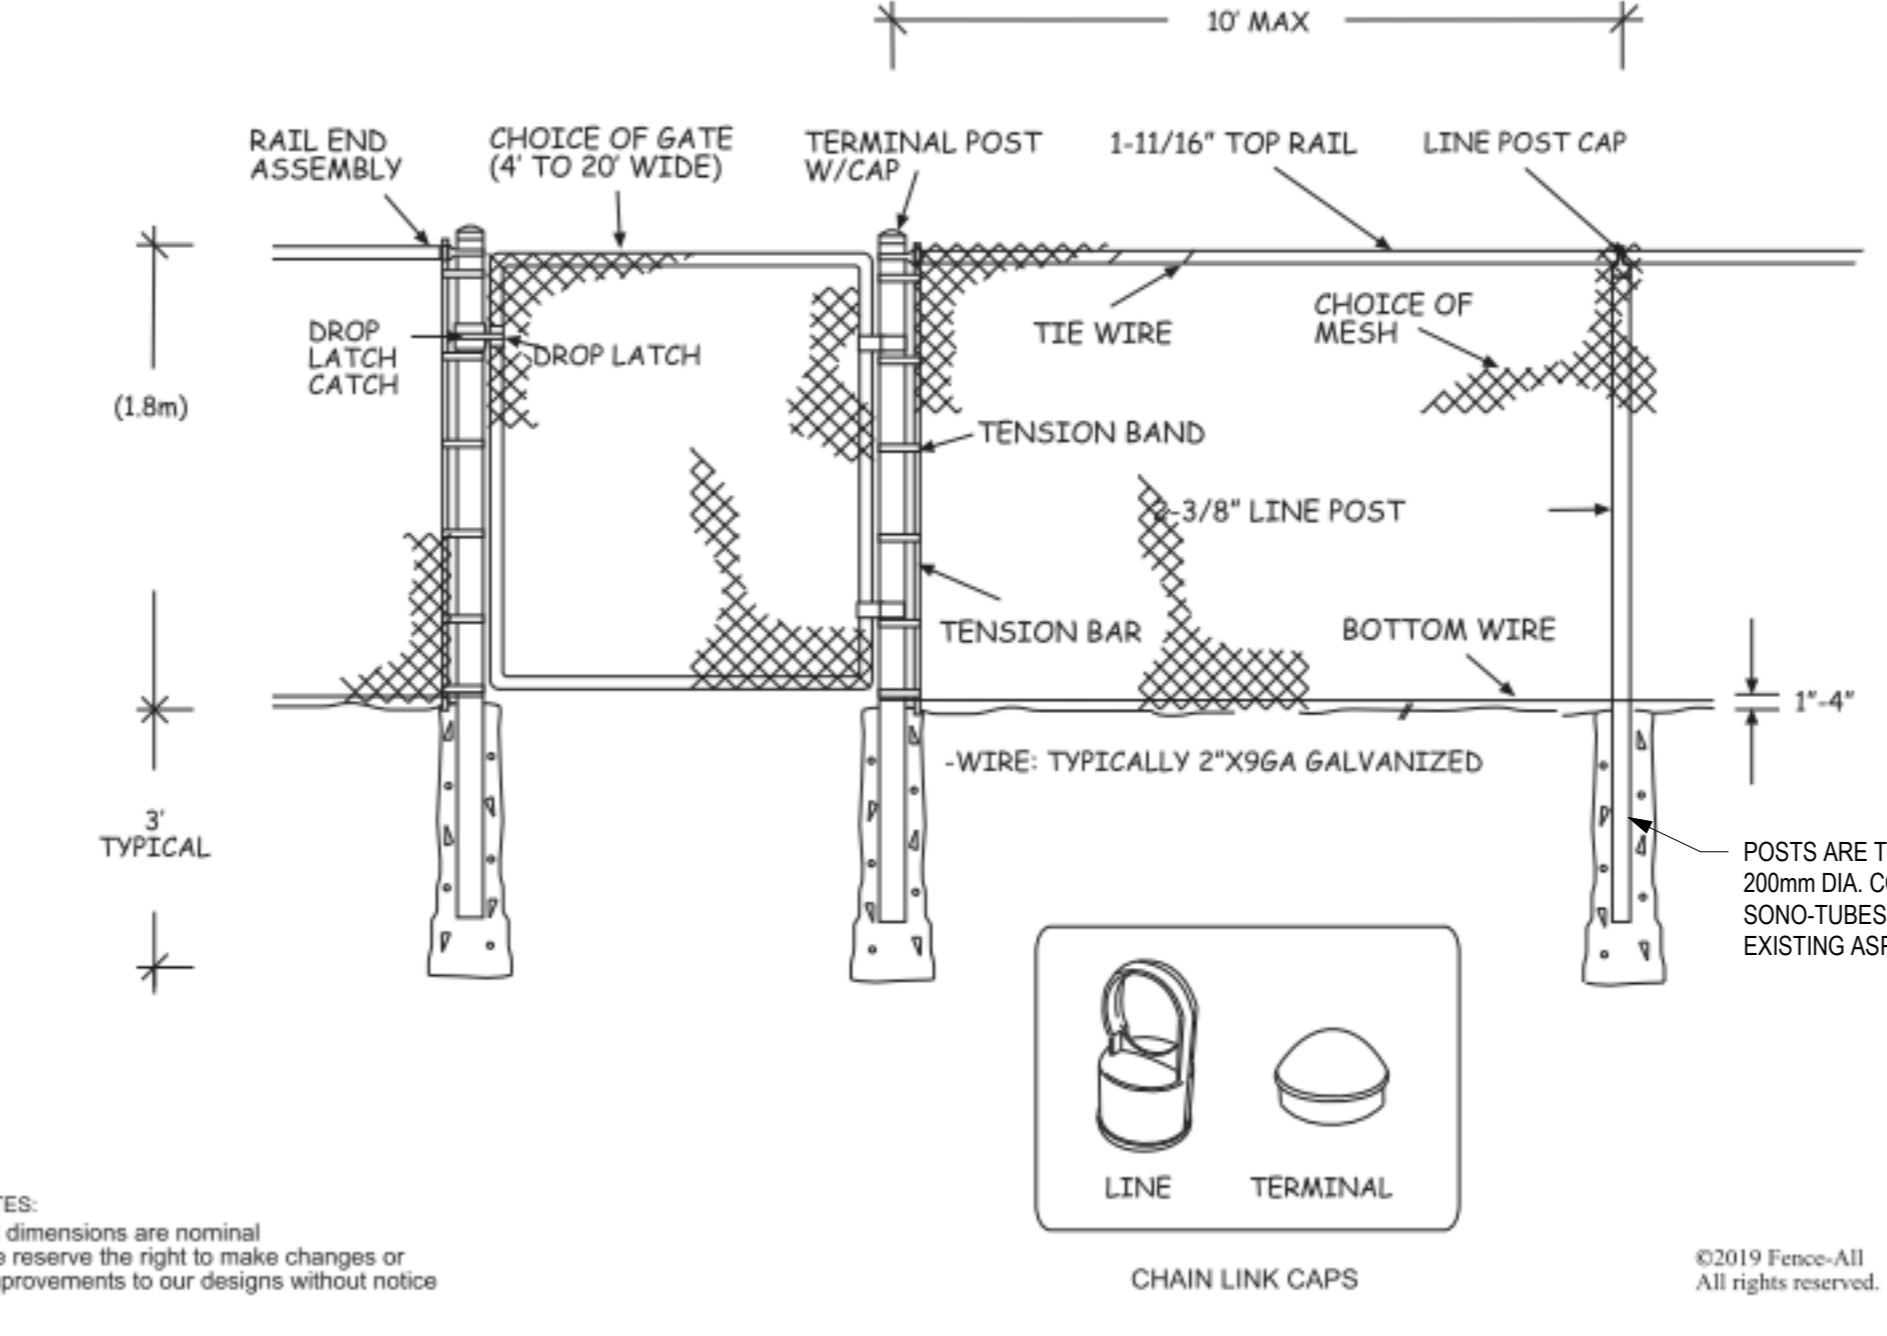 10' MAX
RAIL END
ASSEMBLY
CHOICE OF GATE
(4' TO 20' WIDE)
TERMINAL POST
W/CAP
1-11/16" TOP RAIL
LINE POST CAP
DROP
LATCH
CATCH
DROP LATCH
TIE WIRE
CHOICE OF
MESH
(1.8m)
TENSION BAND
-3/8" LINE POST
TENSION BAR
BOTTOM WIRE
1"-4"
-WIRE: TYPICALLY 2"X9GA GALVANIZED
3'
TYPICAL
POSTS ARE T
200mm DIA. C
SONO-TUBES
EXISTING
LINE
TERMINAL
CHAIN LINK CAPS
TES:
dimensions are nominal
e reserve the right to make changes or
provements to our designs without notice
©2019 Fence-All
All rights reserved.